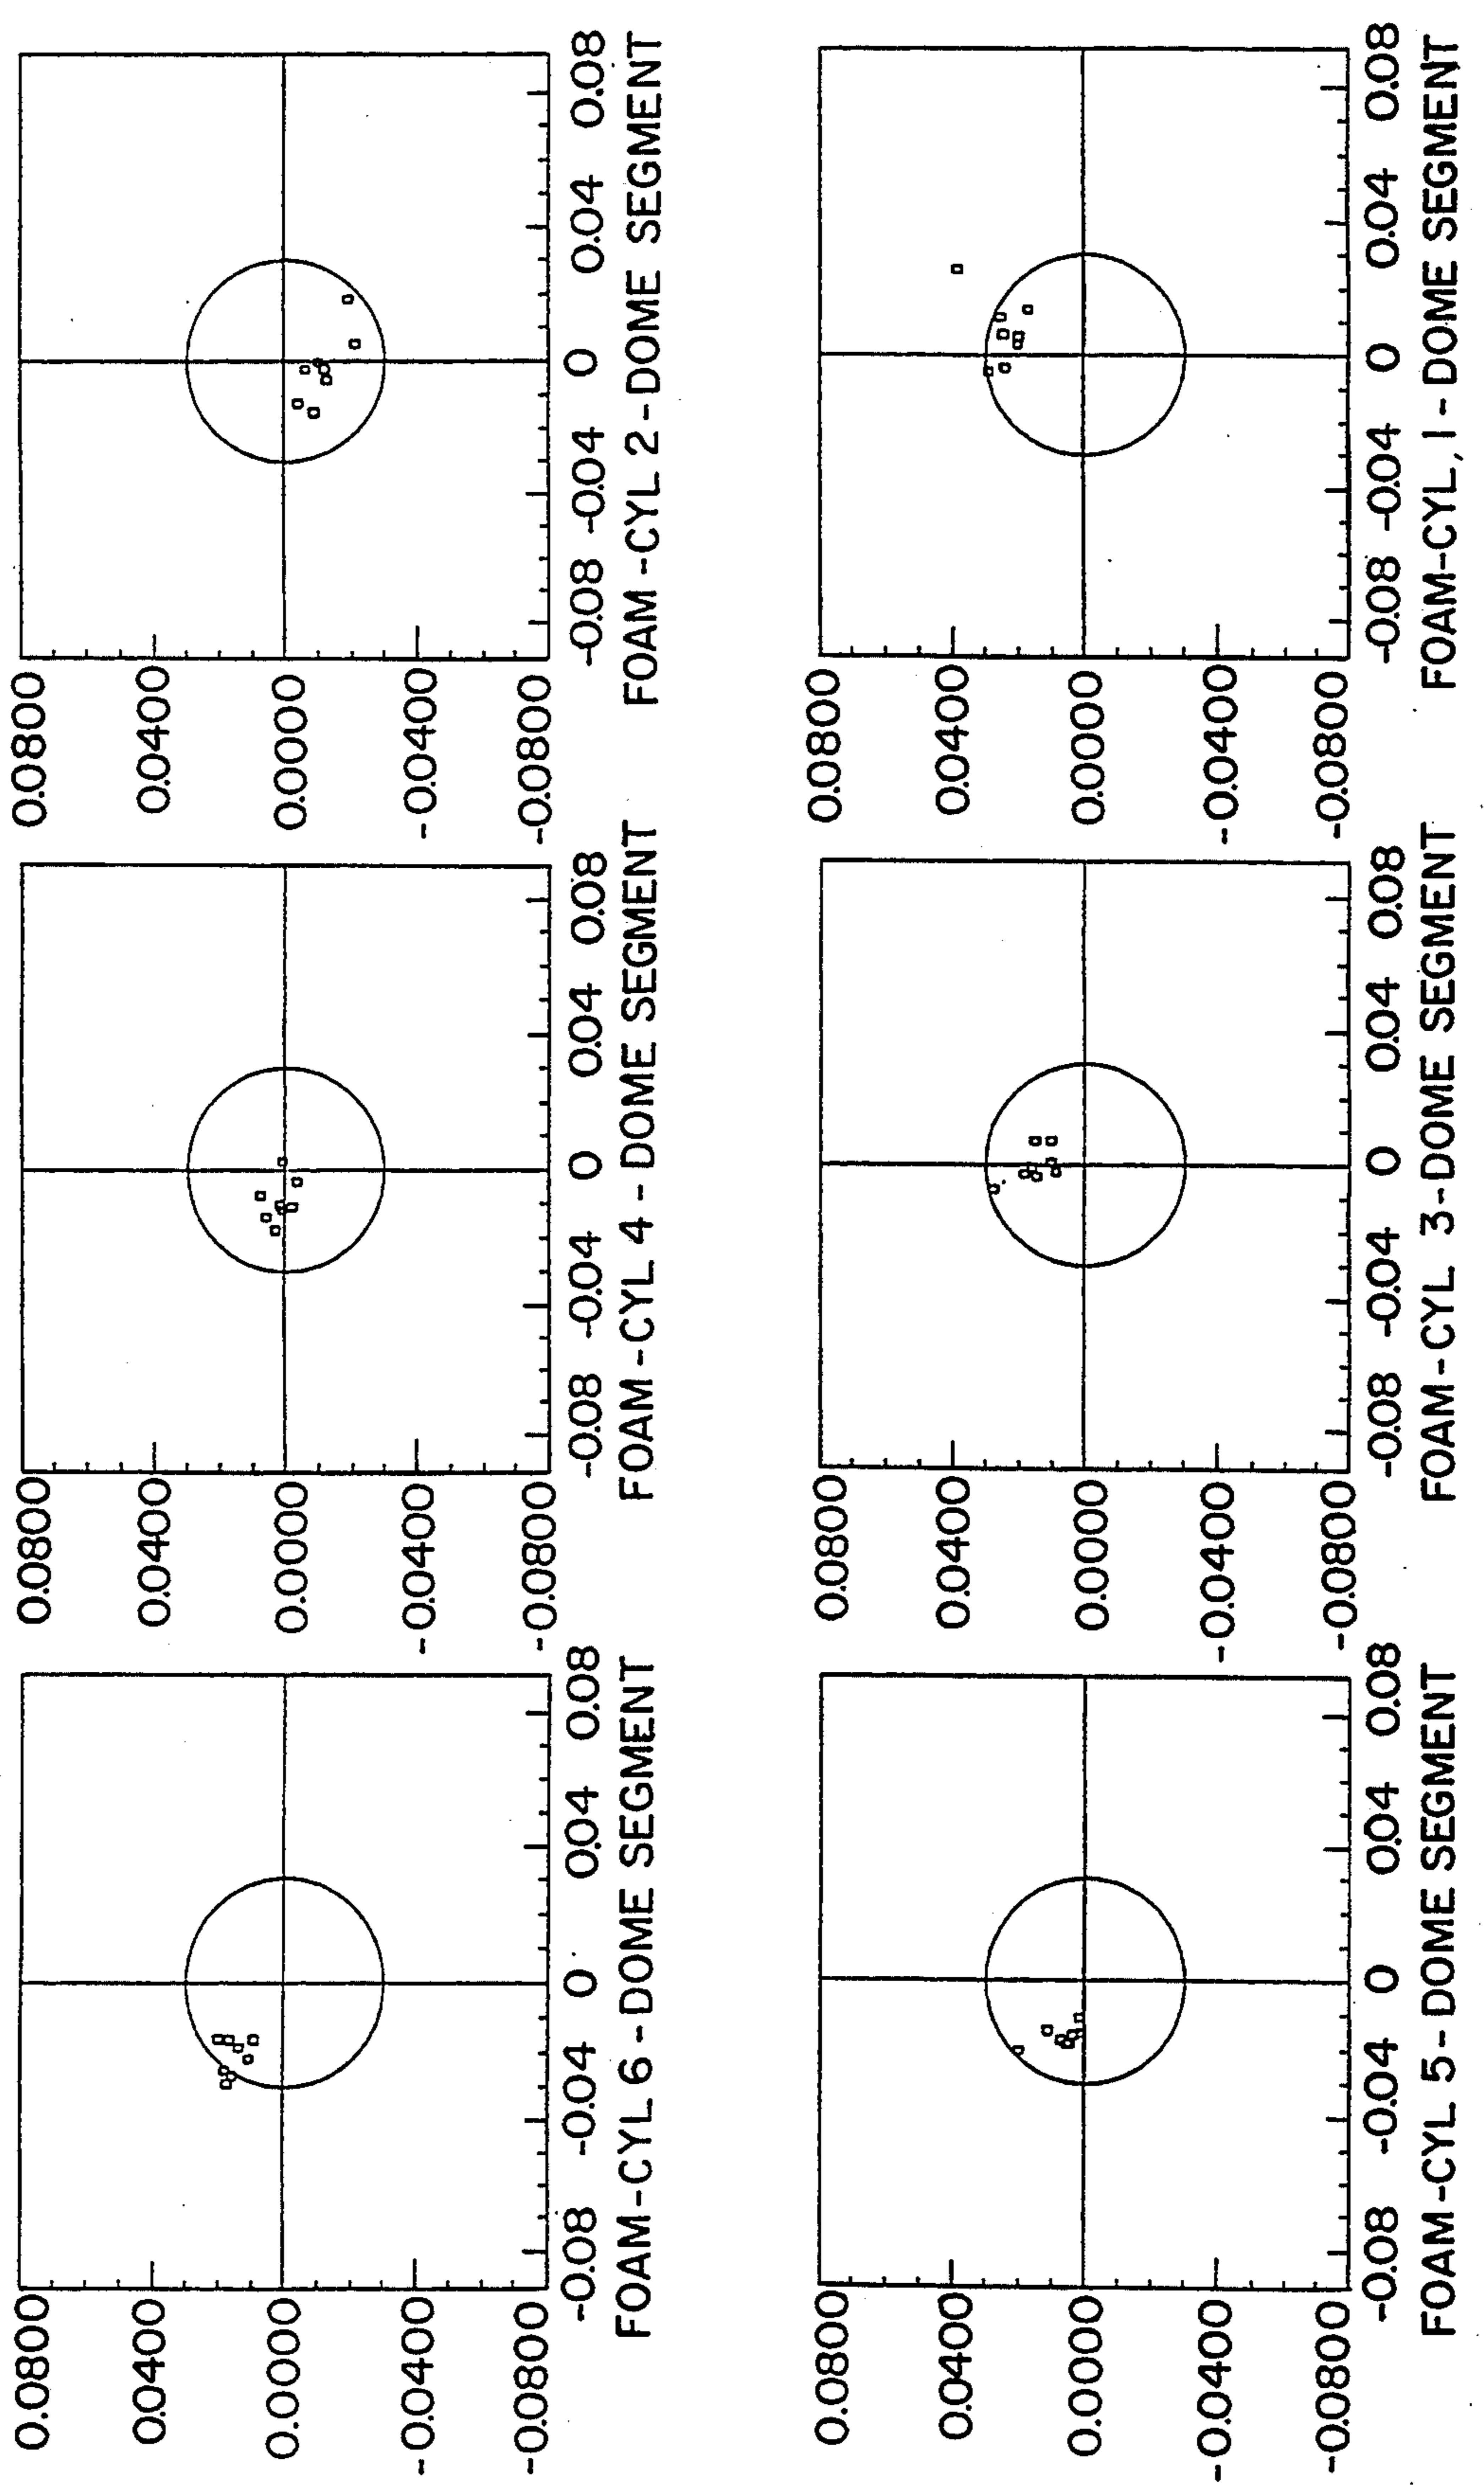 0.0800
0.0400
0.0000
-0.0400
-0.0800
-0.08 -0.04 0 0.04 0.08
FOAM-CYL 6-DOME SEGMENT
0.0800
0.0400
0.0000
-0.0400
-0.0800
-0.08 -0.04 0 0.04 0.08
FOAM-CYL 4-DOME SEGMENT
0.0800
0.0400
0.0000
-0.0400
-0.0800
-0.08 -0.04 0 0.04 0.08
FOAM-CYL 2-DOME SEGMENT
0.0800
0.0400
0.0000
-0.0400
-0.0800
-0.08 -0.04 0 0.04 0.08
FOAM-CYL 5-DOME SEGMENT
0.0800
0.0400
0.0000
-0.0400
-0.0800
-0.08 -0.04 0 0.04 0.08
FOAM-CYL 3-DOME SEGMENT
0.0800
0.0400
0.0000
-0.0400
-0.0800
-0.08 -0.04 0 0.04 0.08
FOAM-CYL, 1-DOME SEGMENT